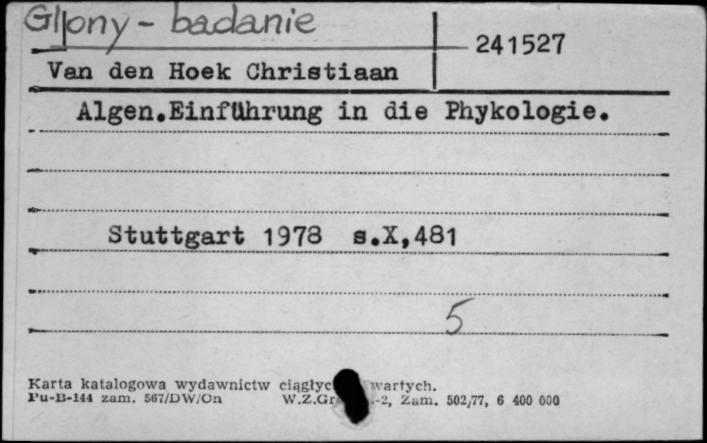 Glony - badanie
241527
Van den Hoek Christiaan
Algen.Einführung in die Phykologie.
Stuttgart 1978 s.X,481
5
Karta katalogowa wydawnictw wartych.
Pu-B-144 zam. 567/DW/On W.Z.Gr -2, Zam. 502/77, 6 400 000